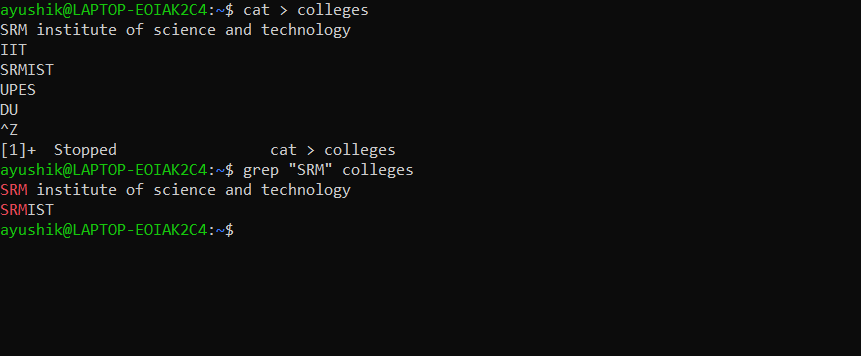 ayushik@LAPTOP-EOIAK2C4:~$ cat > colleges
SRM institute of science and technology
IIT
SRMIST
UPES
DU
^Z
[1]+  Stopped                 cat > colleges
ayushik@LAPTOP-EOIAK2C4:~$ grep "SRM" colleges
SRM institute of science and technology
SRMIST
ayushik@LAPTOP-EOIAK2C4:~$